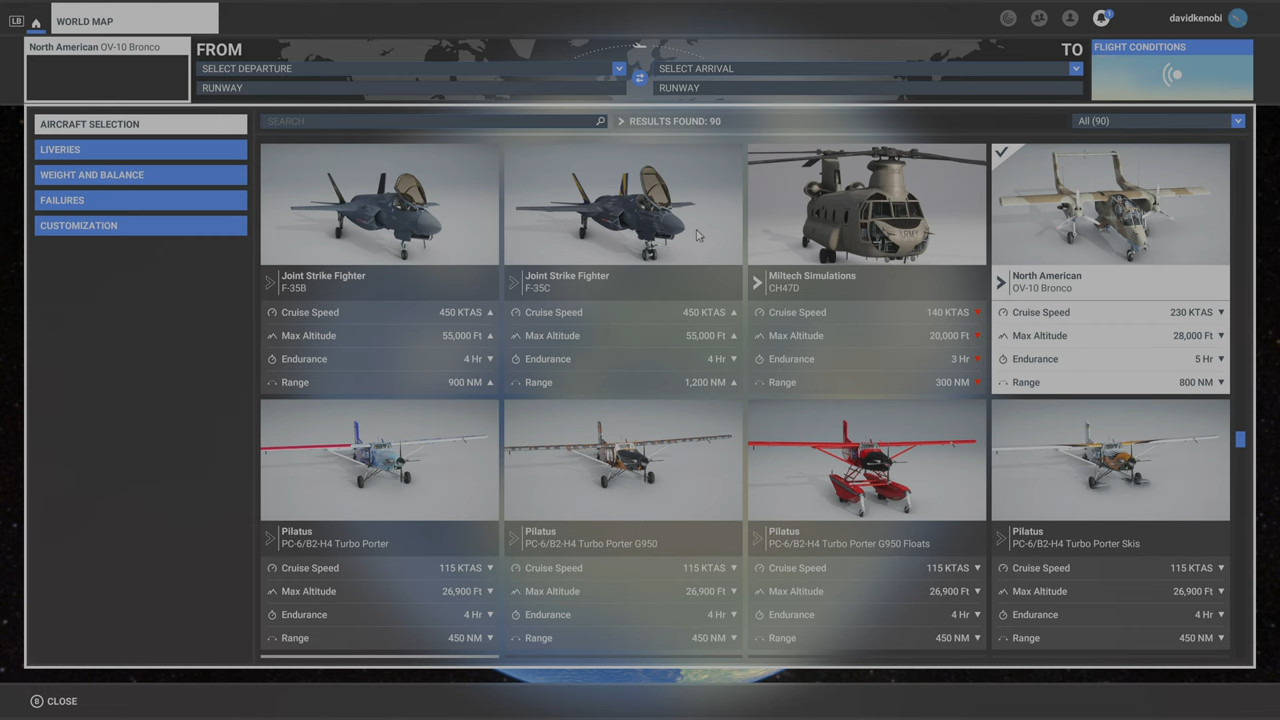 LB
WORLD MAP
1
davidkenobi
North American OV-10 Bronco
FROM
SELECT DEPARTURE
RUNWAY
TO
SELECT ARRIVAL
RUNWAY
FLIGHT CONDITIONS
AIRCRAFT SELECTION
LIVERIES
WEIGHT AND BALANCE
FAILURES
CUSTOMIZATION
SEARCH
RESULTS FOUND: 90
All (90)
Joint Strike Fighter
F-35B
Cruise Speed 450 KTAS
Max Altitude 55,000 Ft
Endurance 4 Hr
Range 900 NM
Joint Strike Fighter
F-35C
Cruise Speed 450 KTAS
Max Altitude 55,000 Ft
Endurance 4 Hr
Range 1,200 NM
ARMY
Miltech Simulations
CH47D
Cruise Speed 140 KTAS
Max Altitude 20,000 Ft
Endurance 3 Hr
Range 300 NM
North American
OV-10 Bronco
Cruise Speed 230 KTAS
Max Altitude 28,000 Ft
Endurance 5 Hr
Range 800 NM
Pilatus
PC-6/B2-H4 Turbo Porter
Cruise Speed 115 KTAS
Max Altitude 26,900 Ft
Endurance 4 Hr
Range 450 NM
Pilatus
PC-6/B2-H4 Turbo Porter G950
Cruise Speed 115 KTAS
Max Altitude 26,900 Ft
Endurance 4 Hr
Range 450 NM
Pilatus
PC-6/B2-H4 Turbo Porter G950 Floats
Cruise Speed 115 KTAS
Max Altitude 26,900 Ft
Endurance 4 Hr
Range 450 NM
Pilatus
PC-6/B2-H4 Turbo Porter Skis
Cruise Speed 115 KTAS
Max Altitude 26,900 Ft
Endurance 4 Hr
Range 450 NM
B CLOSE